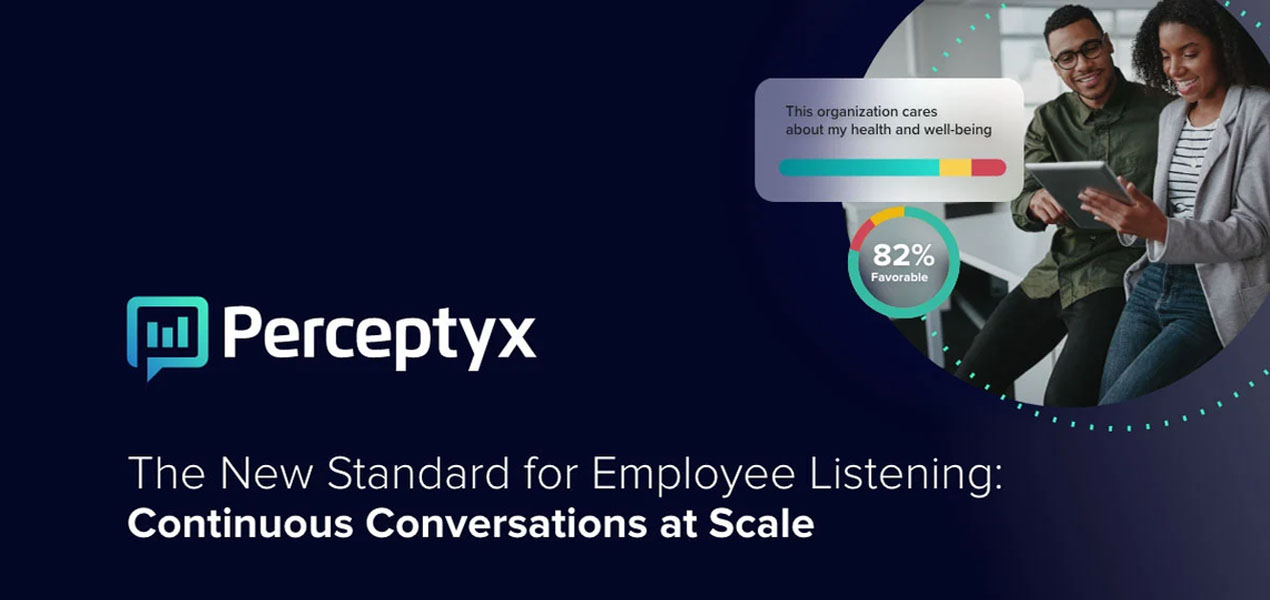 This organization cares
about my health and well-being
82%
Favorable
Perceptyx
The New Standard for Employee Listening:
Continuous Conversations at Scale